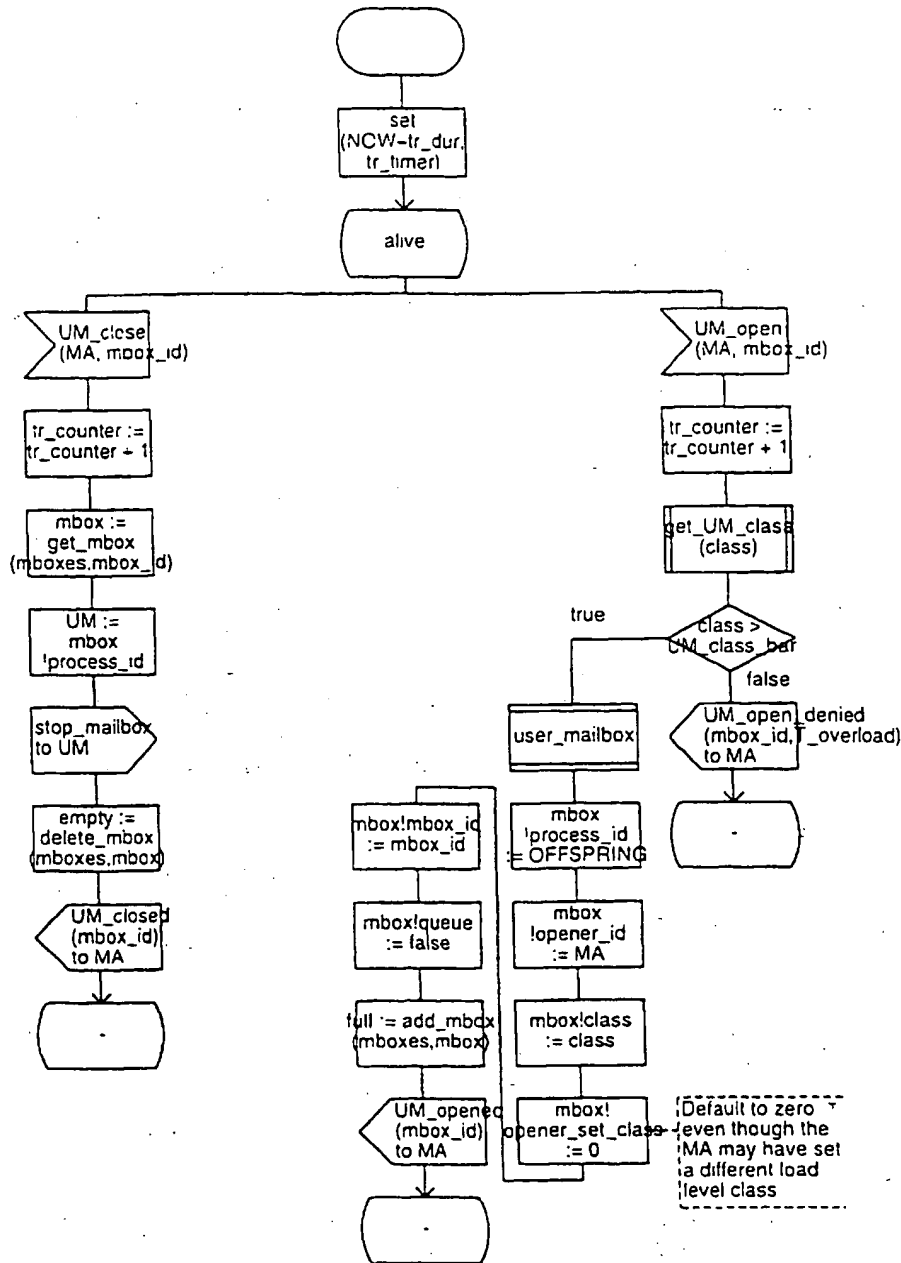 set
(NCW-tr_dur,
tr_timer)
alive
UM_close
(MA, mbox_id)
tr_counter :=
tr_counter + 1
mbox :=
get_mbox
(mboxes.mbox_id)
UM :=
mbox
!process_id
stop_mailbox
to UM
empty :=
delete_mbox
(mboxes,mbox)
UM_closed
(mbox_id)
to MA
-
UM_open
(MA, mbox_id)
tr_counter :=
tr_counter + 1
get_UM_class
(class)
class >
UM_class_bar
true
false
UM_open_denied
(mbox_id,T_overload)
to MA
-
user_mailbox
mbox
!process_id
:= OFFSPRING
mbox
!opener_id
:= MA
mbox!class
:= class
mbox!
opener_set_class
:= 0
Default to zero
even though the
MA may have set
a different load
level class
mbox!mbox_id
:= mbox_id
mbox!queue
:= false
full := add_mbox
(mboxes,mbox)
UM_opened
(mbox_id)
to MA
-